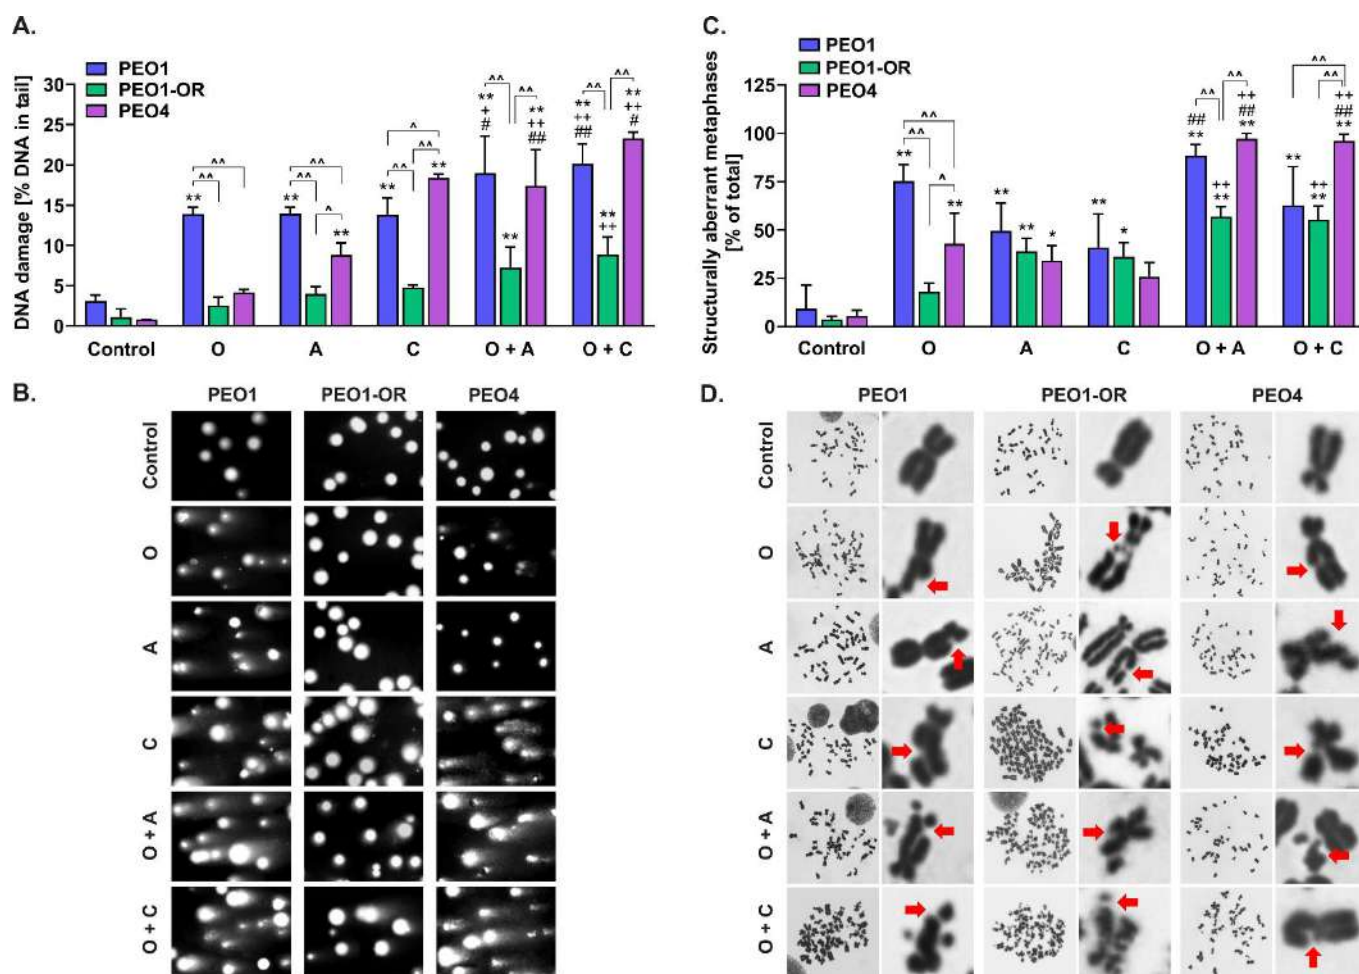 A.
PEO1
PEO1-OR
PEO4
DNA damage [% DNA in tail]
30
25
20
15
10
5
0
^^
^^
**
^^
^^
**
^
**
^
^^
**
^^
**
^^
**
+
#
^^
**
**
++
##
^^
**
++
##
^^
**
++
**
++
#
Control O A C O + A O + C
C.
PEO1
PEO1-OR
PEO4
Structurally aberrant metaphases
[% of total]
125
100
75
50
25
0
^^
^^
**
^
**
**
**
*
**
*
^^
##
**
++
**
^^
++
##
**
^^
^^
**
++
**
++
##
**
Control O A C O + A O + C
B.
PEO1 PEO1-OR PEO4
Control
O
A
C
O + A
O + C
D.
PEO1 PEO1-OR PEO4
Control
O
A
C
O + A
O + C